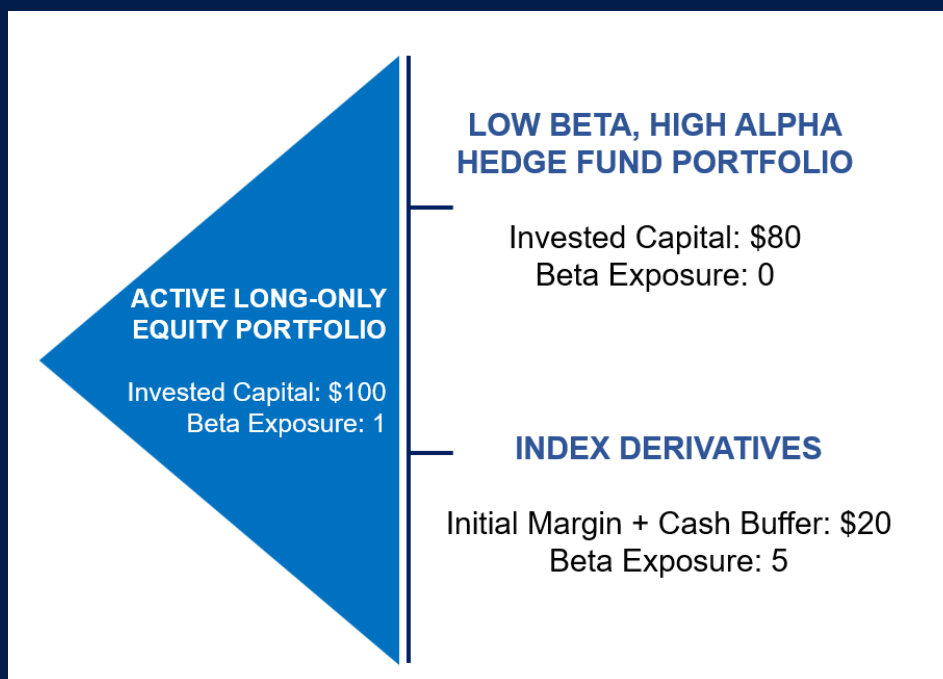 ACTIVE LONG-ONLY
EQUITY PORTFOLIO
Invested Capital: $100
Beta Exposure: 1
LOW BETA, HIGH ALPHA
HEDGE FUND PORTFOLIO
Invested Capital: $80
Beta Exposure: 0
INDEX DERIVATIVES
Initial Margin + Cash Buffer: $20
Beta Exposure: 5